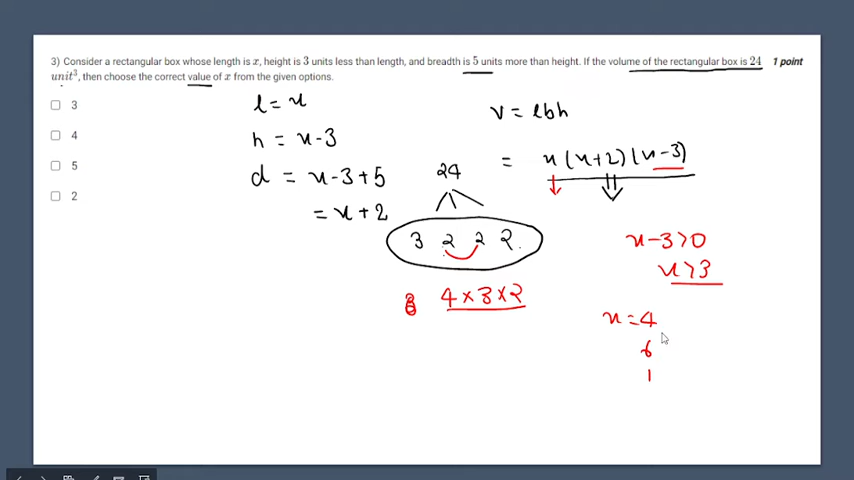 3) Consider a rectangular box whose length is x, height is 3 units less than length, and breadth is 5 units more than height. If the volume of the rectangular box is 24 1 point
unit³, then choose the correct value of x from the given options.
3
4
5
2
l = x
h = x-3
d = x-3+5
= x+2
v = lbh
= x (x+2) (x-3)
24
3 2 2 2
4×3×2
x-3>0
x>3
x=4
6
1